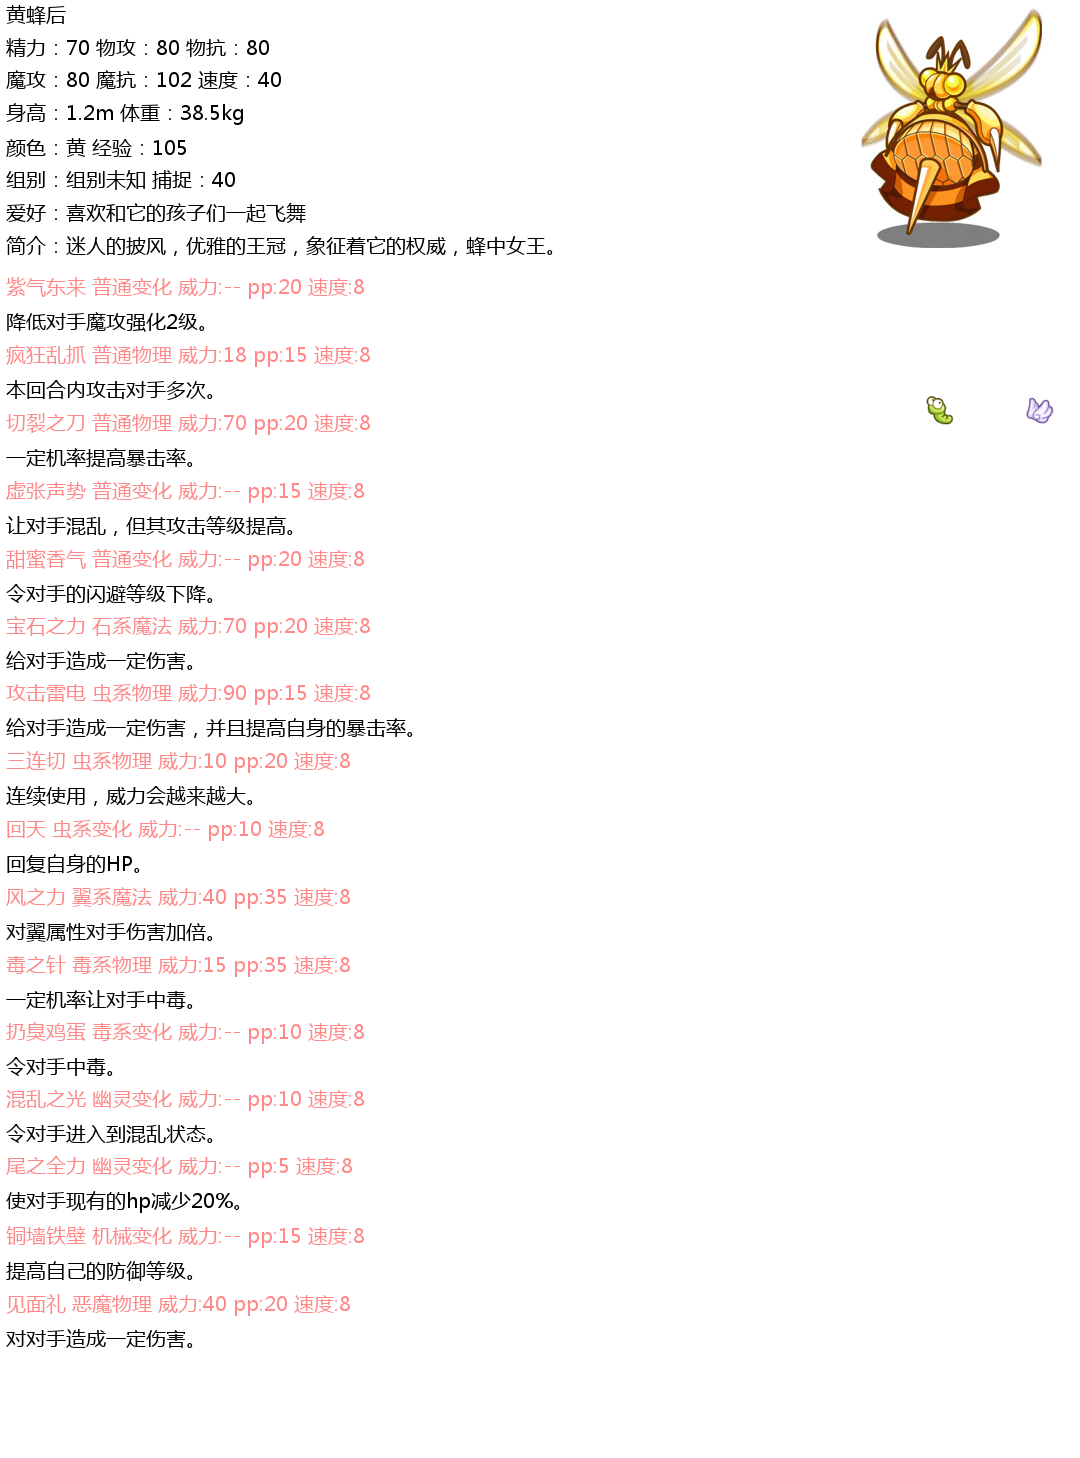 黄蜂后
精力：70 物攻：80 物抗：80
魔攻：80 魔抗：102 速度：40
身高：1.2m 体重：38.5kg
颜色：黄 经验：105
组别：组别未知 捕捉：40
爱好：喜欢和它的孩子们一起飞舞
简介：迷人的披风，优雅的王冠，象征着它的权威，蜂中女王。
紫气东来 普通变化 威力:-- pp:20 速度:8
降低对手魔攻强化2级。
疯狂乱抓 普通物理 威力:18 pp:15 速度:8
本回合内攻击对手多次。
切裂之刀 普通物理 威力:70 pp:20 速度:8
一定机率提高暴击率。
虚张声势 普通变化 威力:-- pp:15 速度:8
让对手混乱，但其攻击等级提高。
甜蜜香气 普通变化 威力:-- pp:20 速度:8
令对手的闪避等级下降。
宝石之力 石系魔法 威力:70 pp:20 速度:8
给对手造成一定伤害。
攻击雷电 虫系物理 威力:90 pp:15 速度:8
给对手造成一定伤害，并且提高自身的暴击率。
三连切 虫系物理 威力:10 pp:20 速度:8
连续使用，威力会越来越大。
回天 虫系变化 威力:-- pp:10 速度:8
回复自身的HP。
风之力 翼系魔法 威力:40 pp:35 速度:8
对翼属性对手伤害加倍。
毒之针 毒系物理 威力:15 pp:35 速度:8
一定机率让对手中毒。
扔臭鸡蛋 毒系变化 威力:-- pp:10 速度:8
令对手中毒。
混乱之光 幽灵变化 威力:-- pp:10 速度:8
令对手进入到混乱状态。
尾之全力 幽灵变化 威力:-- pp:5 速度:8
使对手现有的hp减少20%。
铜墙铁壁 机械变化 威力:-- pp:15 速度:8
提高自己的防御等级。
见面礼 恶魔物理 威力:40 pp:20 速度:8
对对手造成一定伤害。